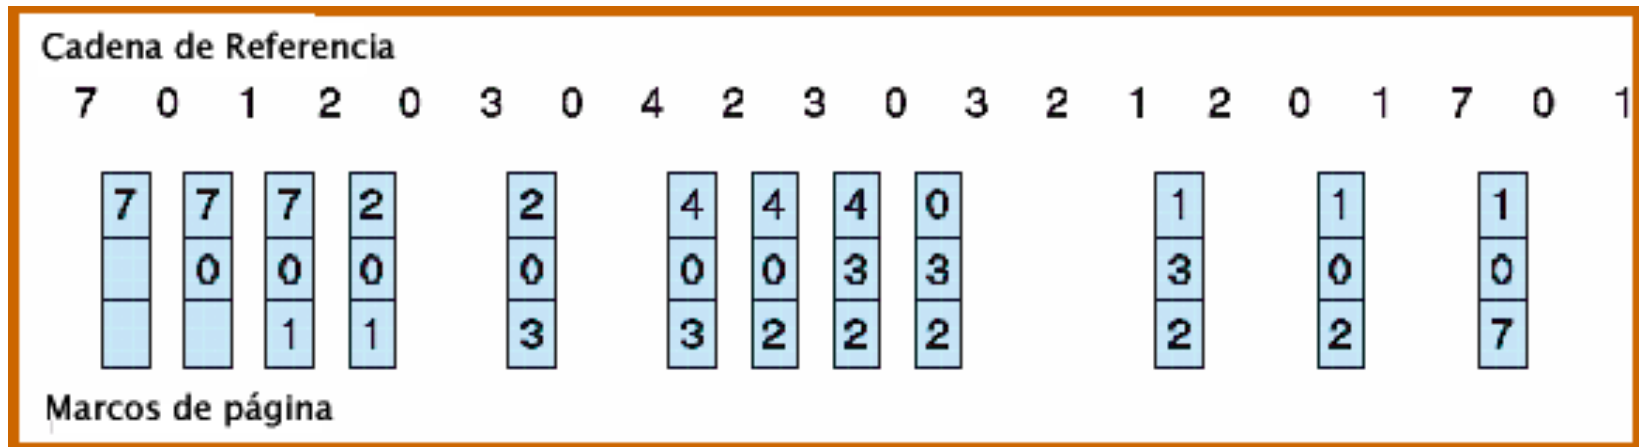 Cadena de Referencia
7 0 1 2 0 3 0 4 2 3 0 3 2 1 2 0 1 7 0 1
7 7 7 2 2 4 4 4 0 1 1 1
0 0 0 0 0 0 3 3 3 0 0
1 1 3 3 2 2 2 2 2 7
Marcos de página